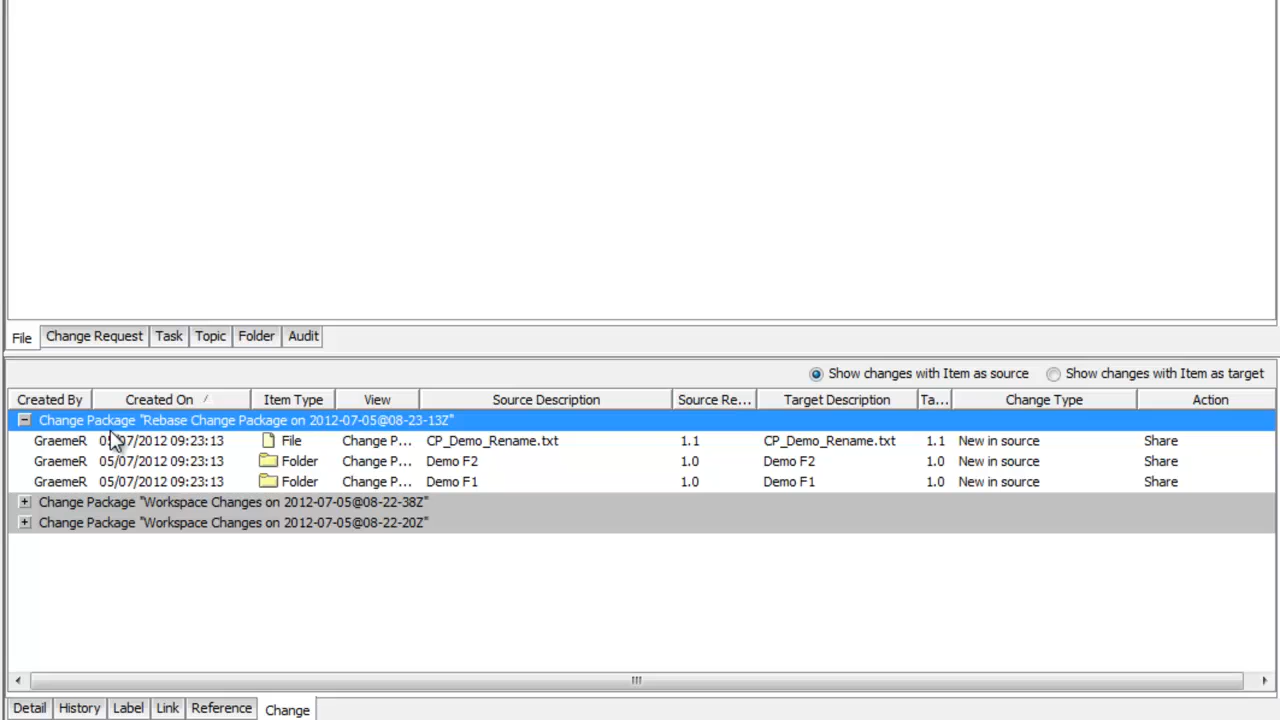 File Change Request Task Topic Folder Audit
Show changes with Item as source Show changes with Item as target
Created By Created On Item Type View Source Description Source Re... Target Description Ta... Change Type Action
Change Package "Rebase Change Package on 2012-07-05@08-23-13Z"
GraemeR 05/07/2012 09:23:13 File Change P... CP_Demo_Rename.txt 1.1 CP_Demo_Rename.txt 1.1 New in source Share
GraemeR 05/07/2012 09:23:13 Folder Change P... Demo F2 1.0 Demo F2 1.0 New in source Share
GraemeR 05/07/2012 09:23:13 Folder Change P... Demo F1 1.0 Demo F1 1.0 New in source Share
Change Package "Workspace Changes on 2012-07-05@08-22-38Z"
Change Package "Workspace Changes on 2012-07-05@08-22-20Z"
Detail History Label Link Reference Change